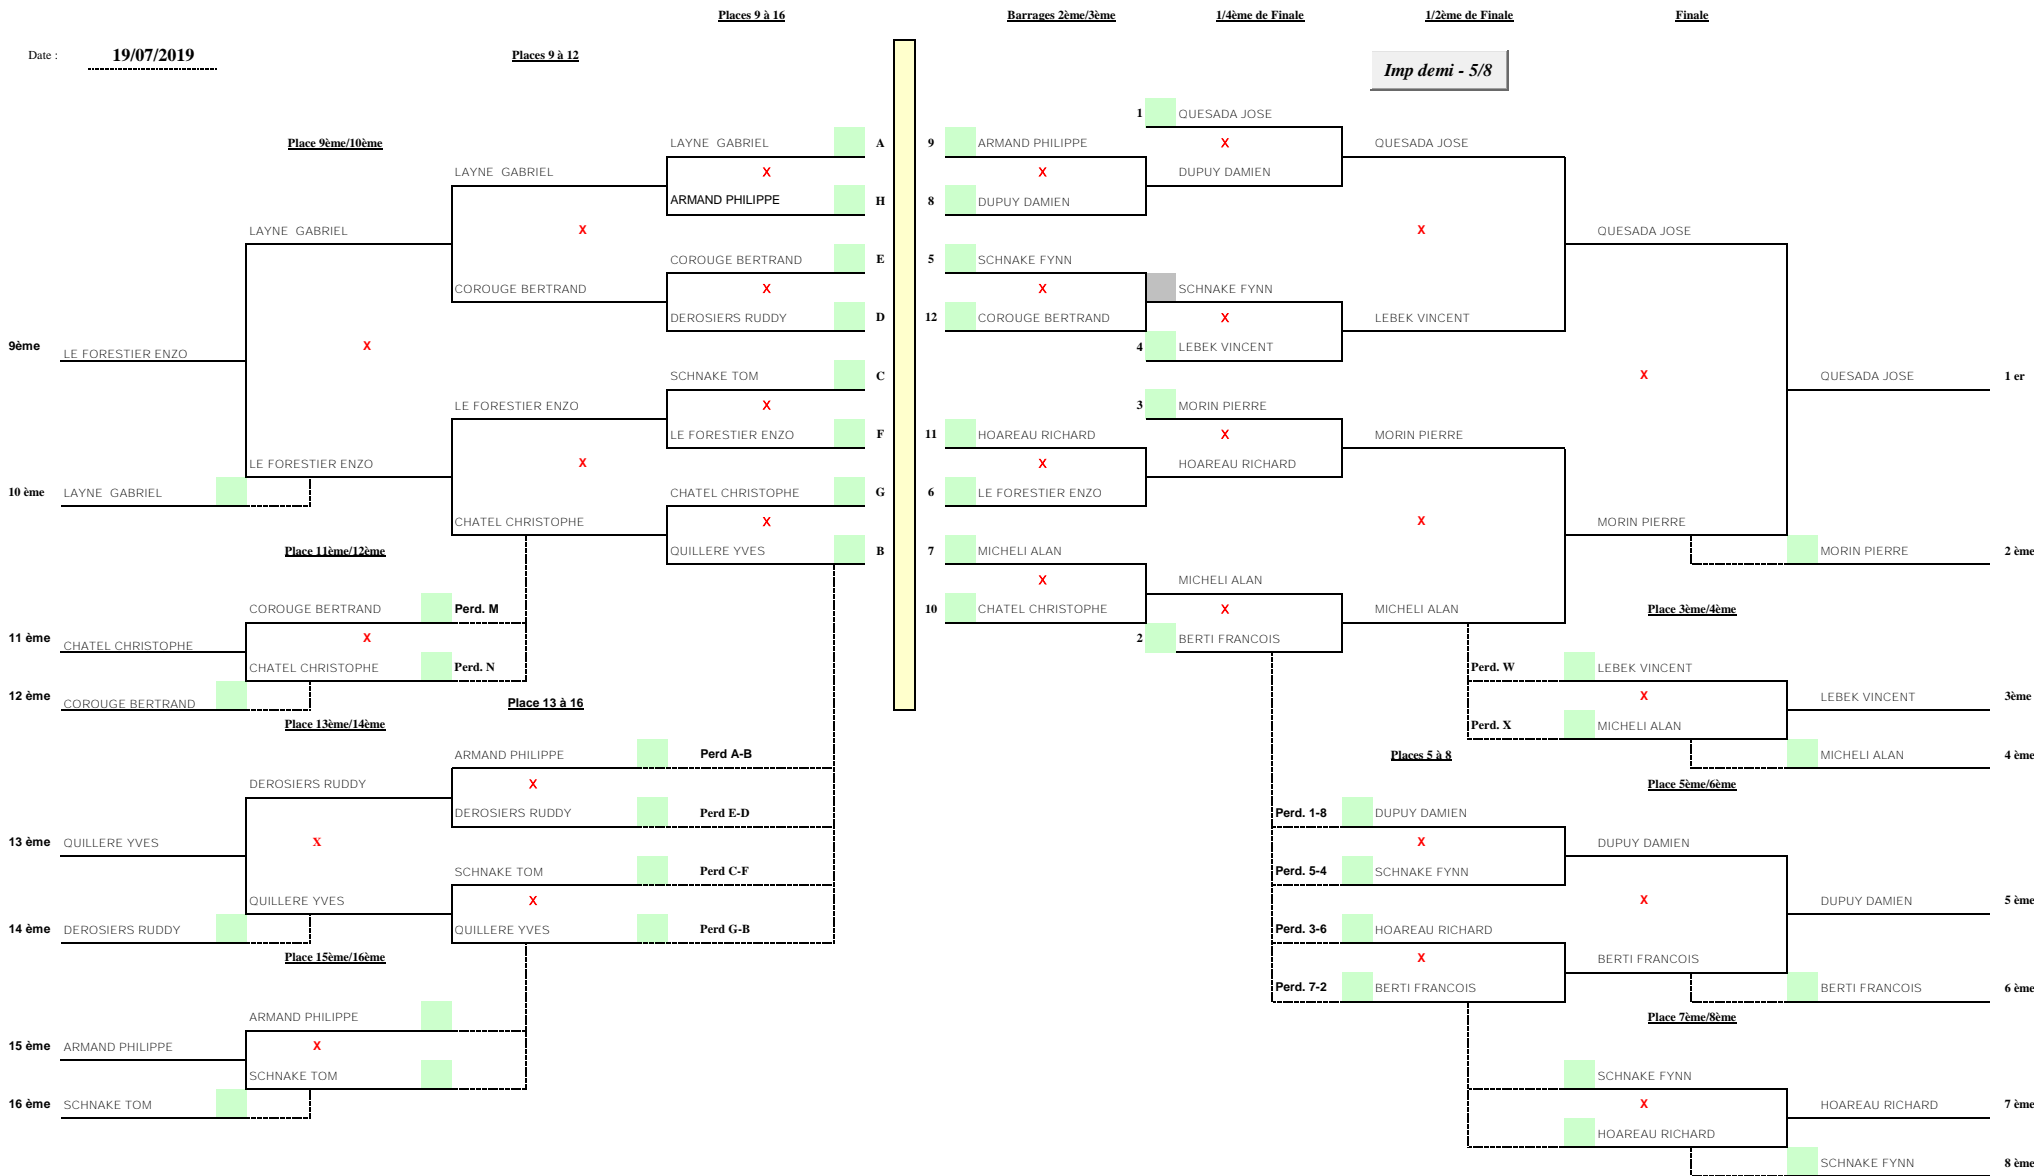 Places 9 à 16
Barrages 2ème/3ème
1/4ème de Finale
1/2ème de Finale
Finale
Date :
19/07/2019
Places 9 à 12
Imp demi - 5/8
Place 9ème/10ème
LAYNE GABRIEL
A
X
ARMAND PHILIPPE
H
LAYNE GABRIEL
X
LAYNE GABRIEL
COROUGE BERTRAND
E
X
DEROSIERS RUDDY
D
COROUGE BERTRAND
9ème
LE FORESTIER ENZO
X
SCHNAKE TOM
C
X
LE FORESTIER ENZO
F
LE FORESTIER ENZO
X
LE FORESTIER ENZO
10 ème
LAYNE GABRIEL
CHATEL CHRISTOPHE
G
X
QUILLERE YVES
B
CHATEL CHRISTOPHE
Place 11ème/12ème
COROUGE BERTRAND
Perd. M
11 ème
CHATEL CHRISTOPHE
X
CHATEL CHRISTOPHE
Perd. N
12 ème
COROUGE BERTRAND
Place 13 à 16
Place 13ème/14ème
ARMAND PHILIPPE
Perd A-B
X
DEROSIERS RUDDY
DEROSIERS RUDDY
Perd E-D
13 ème
QUILLERE YVES
X
SCHNAKE TOM
Perd C-F
X
QUILLERE YVES
QUILLERE YVES
Perd G-B
14 ème
DEROSIERS RUDDY
Place 15ème/16ème
ARMAND PHILIPPE
15 ème
ARMAND PHILIPPE
X
SCHNAKE TOM
16 ème
SCHNAKE TOM
1
QUESADA JOSE
9
ARMAND PHILIPPE
X
QUESADA JOSE
X
DUPUY DAMIEN
8
DUPUY DAMIEN
X
QUESADA JOSE
5
SCHNAKE FYNN
X
SCHNAKE FYNN
12
COROUGE BERTRAND
X
LEBEK VINCENT
4
LEBEK VINCENT
X
QUESADA JOSE
1 er
3
MORIN PIERRE
11
HOAREAU RICHARD
X
MORIN PIERRE
X
HOAREAU RICHARD
6
LE FORESTIER ENZO
X
MORIN PIERRE
7
MICHELI ALAN
MORIN PIERRE
2 ème
X
MICHELI ALAN
10
CHATEL CHRISTOPHE
X
MICHELI ALAN
2
BERTI FRANCOIS
Place 3ème/4ème
Perd. W
LEBEK VINCENT
X
LEBEK VINCENT
3ème
Perd. X
MICHELI ALAN
MICHELI ALAN
4 ème
Places 5 à 8
Place 5ème/6ème
Perd. 1-8
DUPUY DAMIEN
X
DUPUY DAMIEN
Perd. 5-4
SCHNAKE FYNN
X
DUPUY DAMIEN
5 ème
Perd. 3-6
HOAREAU RICHARD
X
BERTI FRANCOIS
Perd. 7-2
BERTI FRANCOIS
BERTI FRANCOIS
6 ème
Place 7ème/8ème
SCHNAKE FYNN
X
HOAREAU RICHARD
7 ème
HOAREAU RICHARD
SCHNAKE FYNN
8 ème